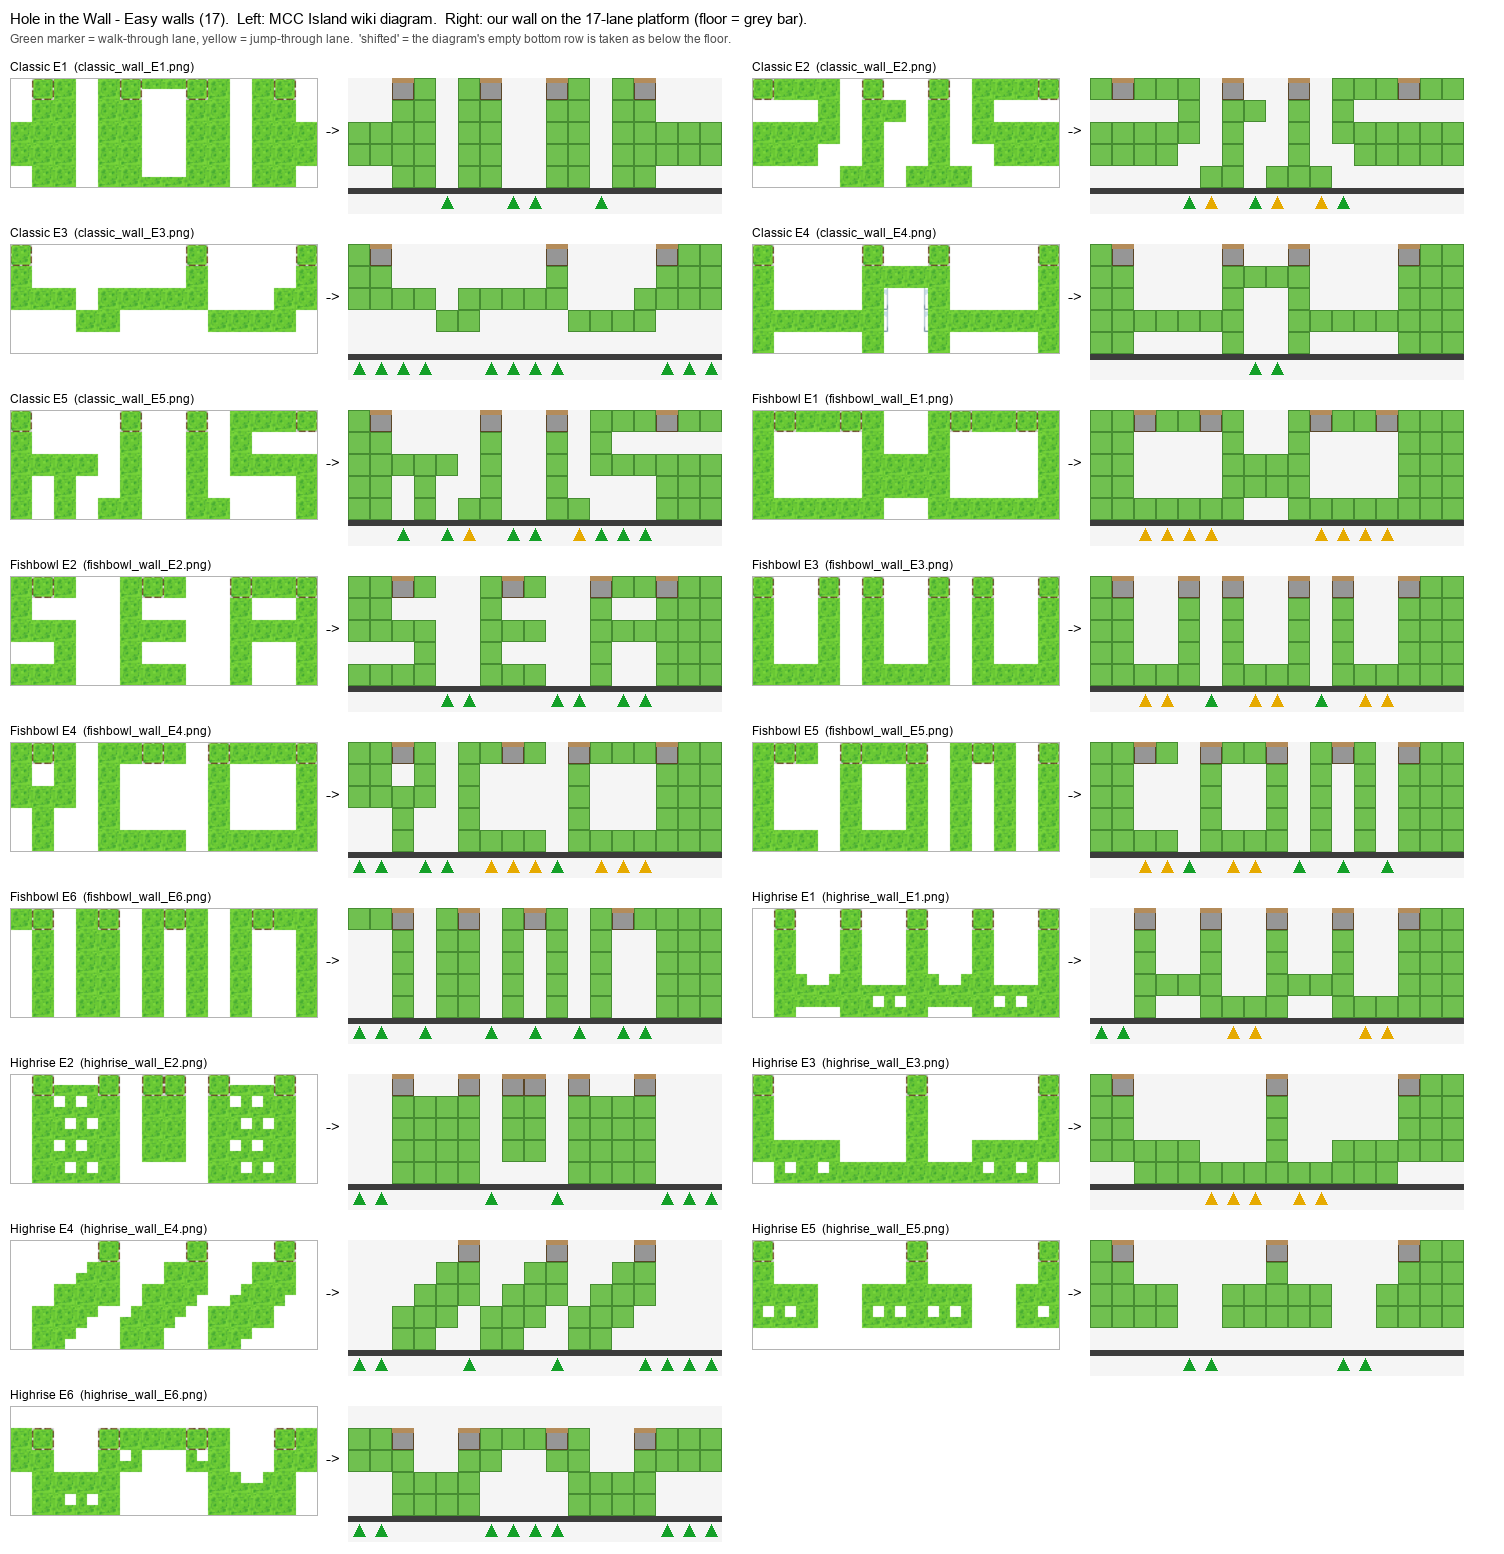 Hole in the Wall - Easy walls (17).  Left: MCC Island wiki diagram.  Right: our wall on the 17-lane platform (floor = grey bar).
Green marker = walk-through lane, yellow = jump-through lane.  'shifted' = the diagram's empty bottom row is taken as below the floor.
Classic E1  (classic_wall_E1.png)
->
Classic E2  (classic_wall_E2.png)
->
Classic E3  (classic_wall_E3.png)
->
Classic E4  (classic_wall_E4.png)
->
Classic E5  (classic_wall_E5.png)
->
Fishbowl E1  (fishbowl_wall_E1.png)
->
Fishbowl E2  (fishbowl_wall_E2.png)
->
Fishbowl E3  (fishbowl_wall_E3.png)
->
Fishbowl E4  (fishbowl_wall_E4.png)
->
Fishbowl E5  (fishbowl_wall_E5.png)
->
Fishbowl E6  (fishbowl_wall_E6.png)
->
Highrise E1  (highrise_wall_E1.png)
->
Highrise E2  (highrise_wall_E2.png)
->
Highrise E3  (highrise_wall_E3.png)
->
Highrise E4  (highrise_wall_E4.png)
->
Highrise E5  (highrise_wall_E5.png)
->
Highrise E6  (highrise_wall_E6.png)
->